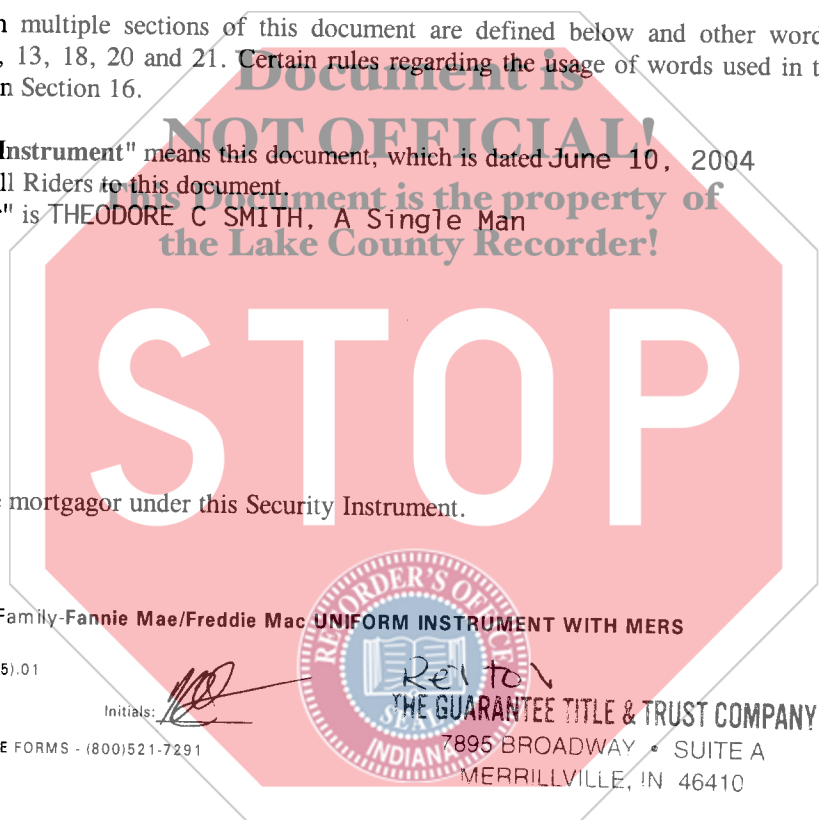 n multiple sections of this document are defined below and other word
, 13, 18, 20 and 21. Certain rules regarding the usage of words used in t
n Section 16.
Document is
NOT OFFICIAL!
Instrument" means this document, which is dated June 10, 2004
ll Riders to this document.
This Document is the property of
" is THEODORE C SMITH, A Single Man
the Lake County Recorder!
STOP
mortgagor under this Security Instrument.
RECORDER'S OFFICE
Family-Fannie Mae/Freddie Mac UNIFORM INSTRUMENT WITH MERS
5).01
Rel to
Initials:
THE GUARANTEE TITLE & TRUST COMPANY
SEAL
E FORMS - (800)521-7291
7895 BROADWAY • SUITE A
INDIANA
MERRILLVILLE, IN 46410